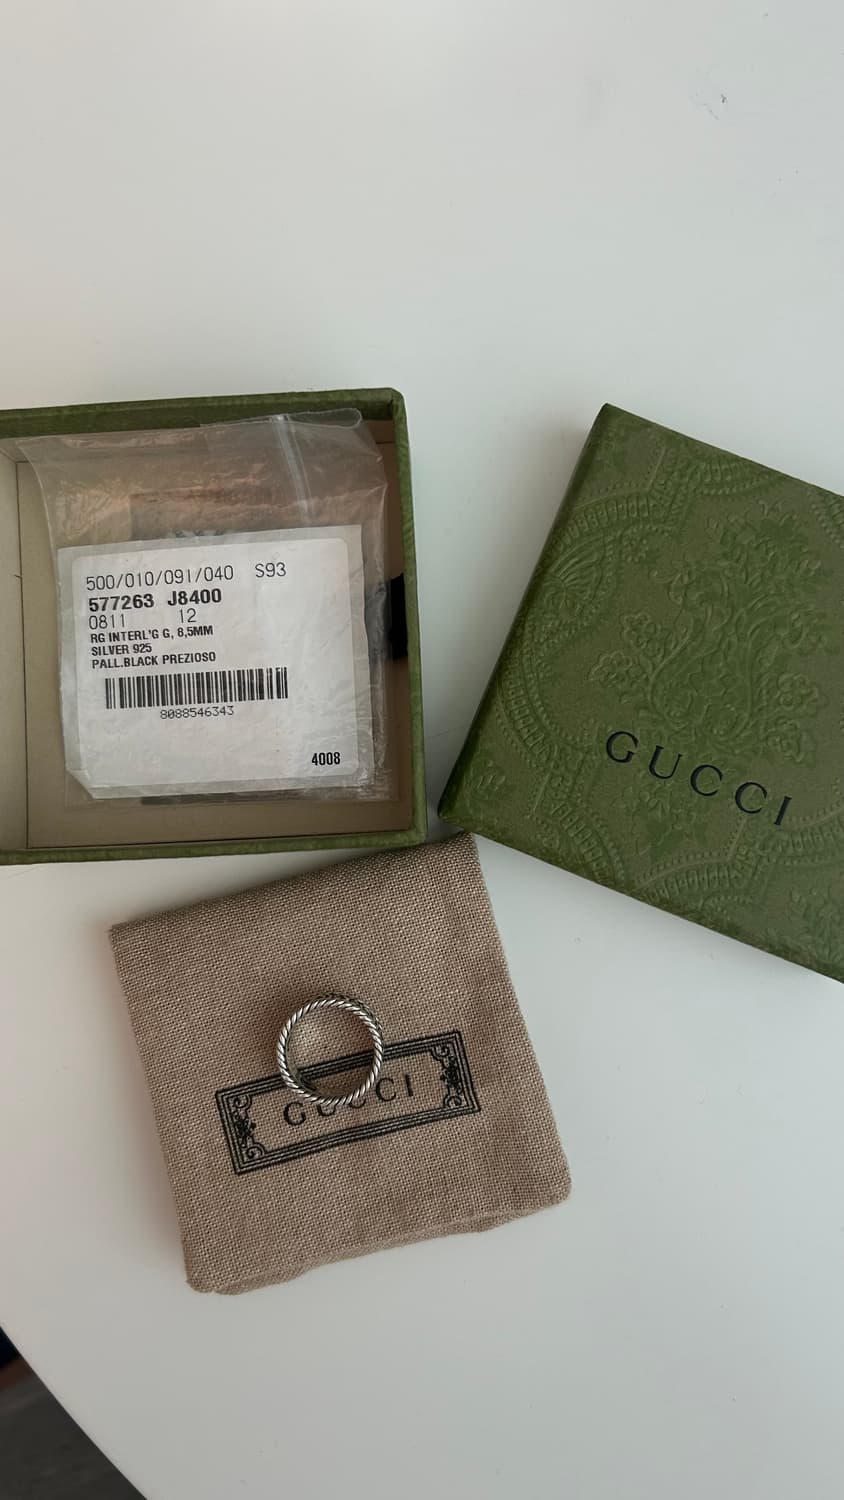 500/010/091/040 S93
577263 J8400
0811 12
RG INTERL'G G, 8,5MM
SILVER 925
PALL.BLACK PREZIOSO
8088546343
4008
GUCCI
GUCCI